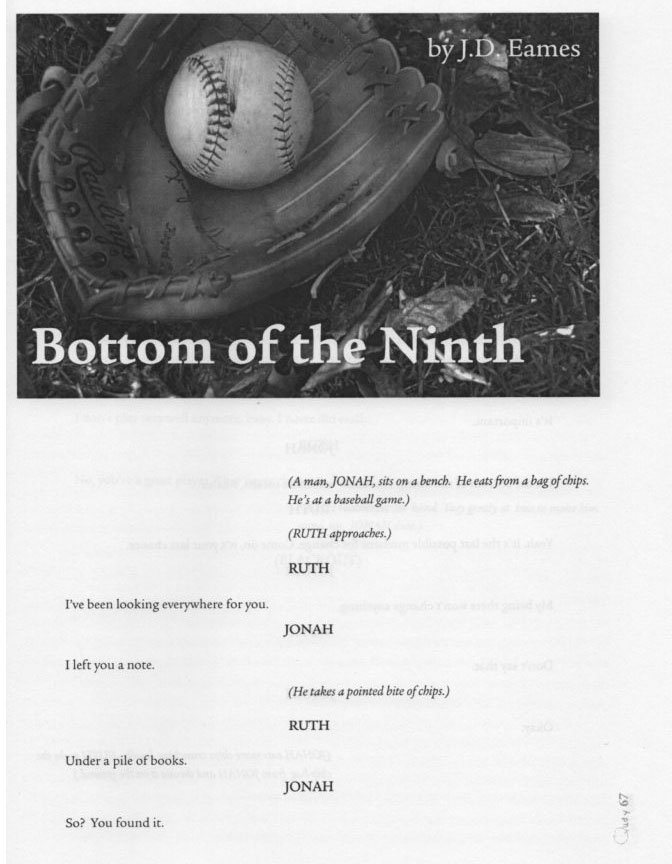 by J.D. Eames
Rawlings
Bottom of the Ninth
(A man, JONAH, sits on a bench. He eats from a bag of chips.
He's at a baseball game.)
(RUTH approaches.)
RUTH
I've been looking everywhere for you.
JONAH
I left you a note.
(He takes a pointed bite of chips.)
RUTH
Under a pile of books.
JONAH
So? You found it.
67